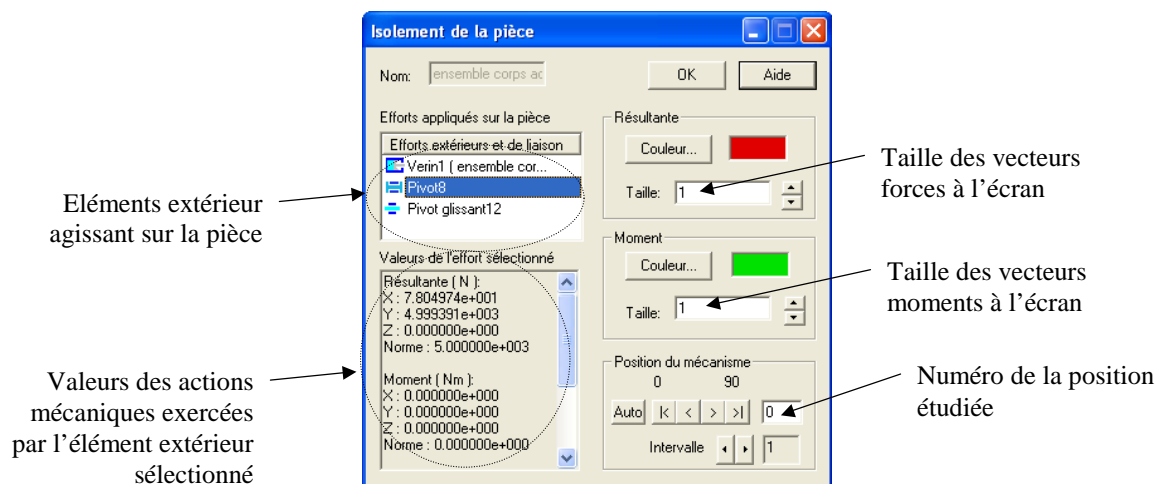 Isolement de la pièce
Nom:
ensemble corps ac
OK
Aide
Efforts appliqués sur la pièce
Efforts extérieurs et de liaison
Verin1 ( ensemble cor...
Pivot8
Pivot glissant12
Valeurs de l'effort sélectionné
Résultante ( N ):
X : 7.804974e+001
Y : 4.999391e+003
Z : 0.000000e+000
Norme : 5.000000e+003
Moment ( Nm ):
X : 0.000000e+000
Y : 0.000000e+000
Z : 0.000000e+000
Norme : 0.000000e+000
Résultante
Couleur...
Taille:
1
Moment
Couleur...
Taille:
1
Position du mécanisme
0 90
Auto |< < > >| 0
Intervalle 1
Eléments extérieur
agissant sur la pièce
Valeurs des actions
mécaniques exercées
par l’élément extérieur
sélectionné
Taille des vecteurs
forces à l’écran
Taille des vecteurs
moments à l’écran
Numéro de la position
étudiée